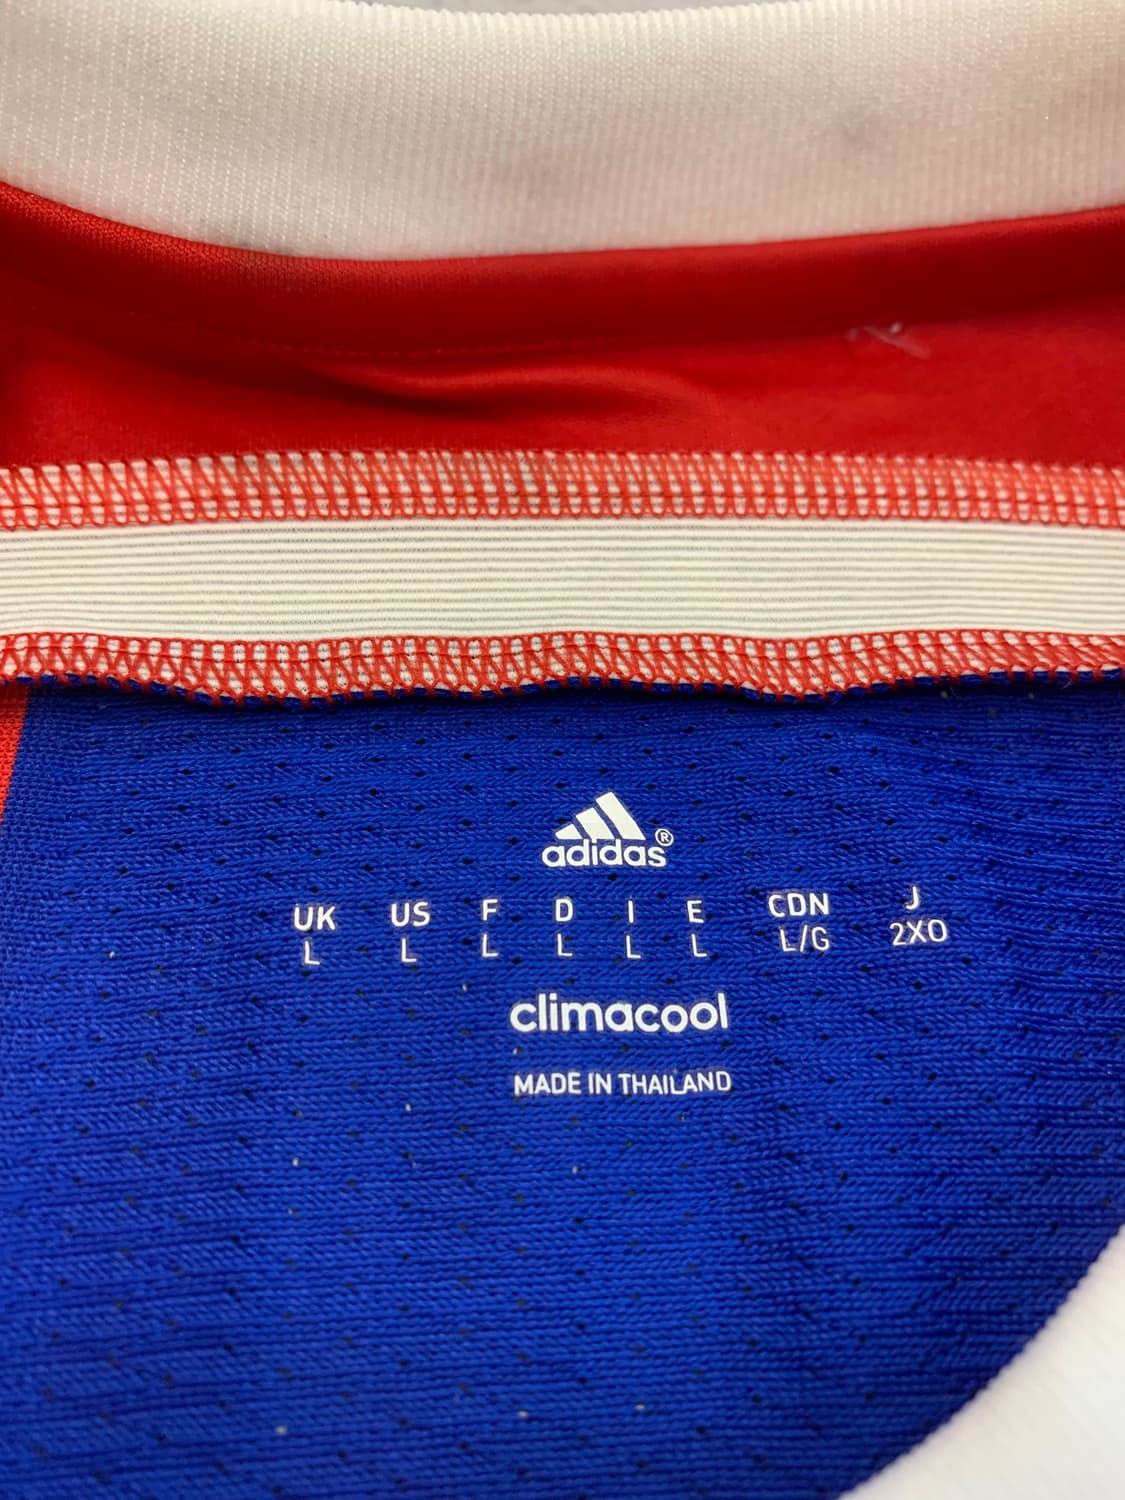 adidas®
UK US F D I E CDN J
L L L L L L L/G 2XO
climacool
MADE IN THAILAND